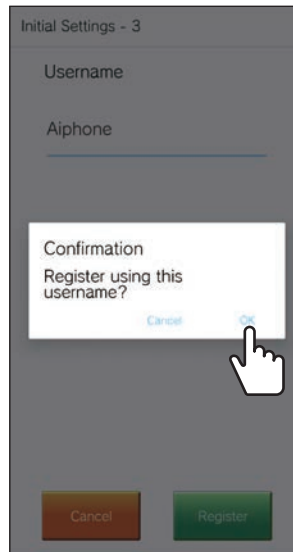 Initial Settings - 3
Username
Aiphone
Confirmation
Register using this
username?
Cancel OK
Cancel Register